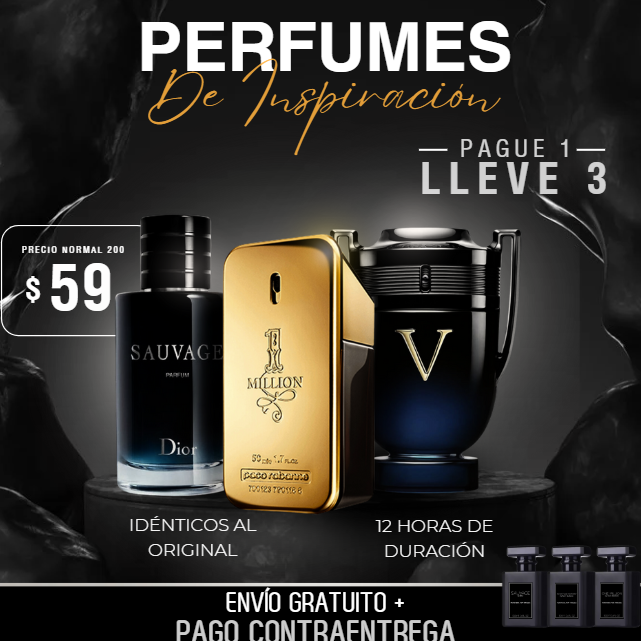 PERFUMES
De Inspiración
PAGUE 1
LLEVE 3
PRECIO NORMAL 200
$ 59
SAUVAGE
PARFUM
Dior
1
MILLION
paco rabanne
V
IDÉNTICOS AL
ORIGINAL
12 HORAS DE
DURACIÓN
ENVÍO GRATUITO +
PAGO CONTRAENTREGA